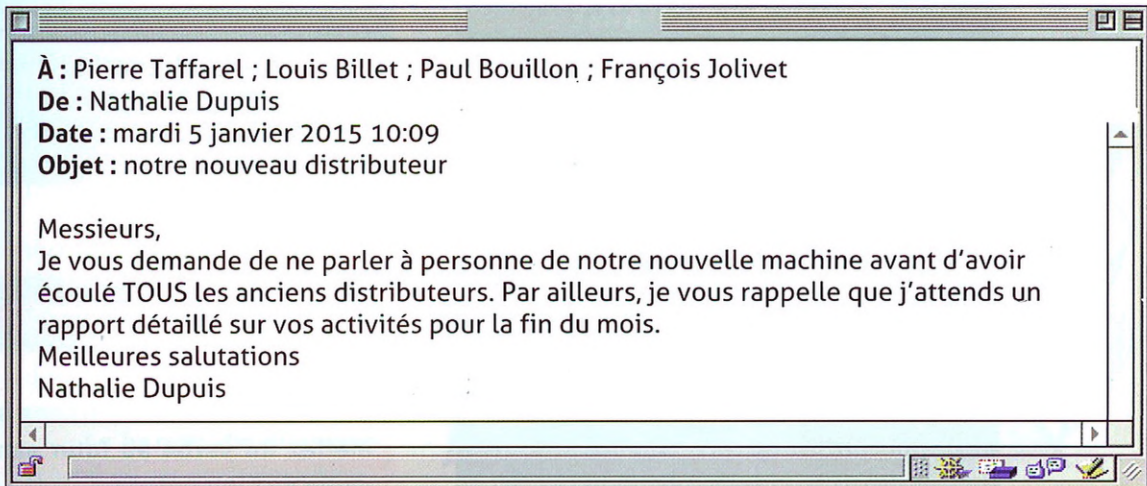 À : Pierre Taffarel ; Louis Billet ; Paul Bouillon ; François Jolivet
De : Nathalie Dupuis
Date : mardi 5 janvier 2015 10:09
Objet : notre nouveau distributeur
Messieurs,
Je vous demande de ne parler à personne de notre nouvelle machine avant d'avoir
écoulé TOUS les anciens distributeurs. Par ailleurs, je vous rappelle que j'attends un
rapport détaillé sur vos activités pour la fin du mois.
Meilleures salutations
Nathalie Dupuis